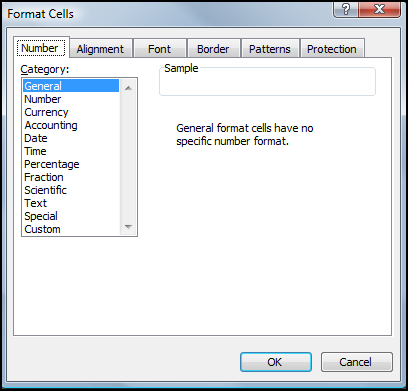 Format Cells
?
Number Alignment Font Border Patterns Protection
Category:
General
Number
Currency
Accounting
Date
Time
Percentage
Fraction
Scientific
Text
Special
Custom
Sample
General format cells have no
specific number format.
OK Cancel